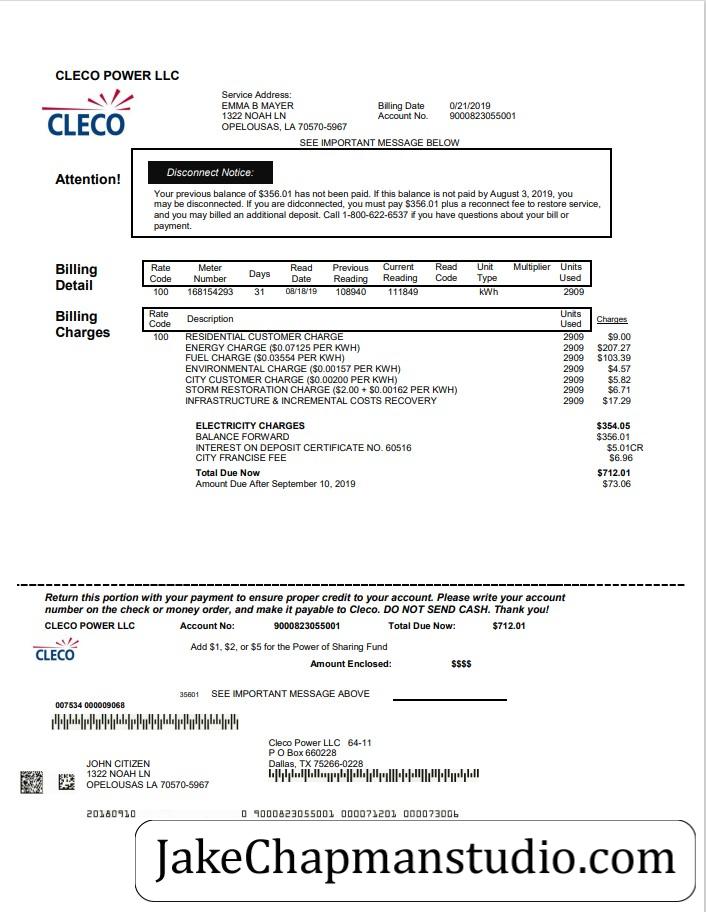 CLECO POWER LLC
CLECO
Service Address:
EMMA B MAYER
1322 NOAH LN
OPELOUSAS, LA 70570-5967
Billing Date 0/21/2019
Account No. 9000823055001
SEE IMPORTANT MESSAGE BELOW
Attention!
Disconnect Notice:
Your previous balance of $356.01 has not been paid. If this balance is not paid by August 3, 2019, you
may be disconnected. If you are didconnected, you must pay $356.01 plus a reconnect fee to restore service,
and you may billed an additional deposit. Call 1-800-622-6537 if you have questions about your bill or
payment.
Billing Detail
Rate Code Meter Number Days Read Date Previous Reading Current Reading Read Code Unit Type Multiplier Units Used
100 168154293 31 08/18/19 108940 111849 kWh 2909
Billing Charges
Rate Code Description Units Used Charges
100 RESIDENTIAL CUSTOMER CHARGE 2909 $9.00
ENERGY CHARGE ($0.07125 PER KWH) 2909 $207.27
FUEL CHARGE ($0.03554 PER KWH) 2909 $103.39
ENVIRONMENTAL CHARGE ($0.00157 PER KWH) 2909 $4.57
CITY CUSTOMER CHARGE ($0.00200 PER KWH) 2909 $5.82
STORM RESTORATION CHARGE ($2.00 + $0.00162 PER KWH) 2909 $6.71
INFRASTRUCTURE & INCREMENTAL COSTS RECOVERY 2909 $17.29
ELECTRICITY CHARGES $354.05
BALANCE FORWARD $356.01
INTEREST ON DEPOSIT CERTIFICATE NO. 60516 $5.01CR
CITY FRANCISE FEE $6.96
Total Due Now $712.01
Amount Due After September 10, 2019 $73.06
Return this portion with your payment to ensure proper credit to your account. Please write your account
number on the check or money order, and make it payable to Cleco. DO NOT SEND CASH. Thank you!
CLECO POWER LLC Account No: 9000823055001 Total Due Now: $712.01
CLECO
Add $1, $2, or $5 for the Power of Sharing Fund
Amount Enclosed: $$$$
35601 SEE IMPORTANT MESSAGE ABOVE
007534 000009068
Cleco Power LLC 64-11
P O Box 660228
Dallas, TX 75266-0228
JOHN CITIZEN
1322 NOAH LN
OPELOUSAS LA 70570-5967
20180910 0 9000823055001 000071201 000073006
JakeChapmanstudio.com